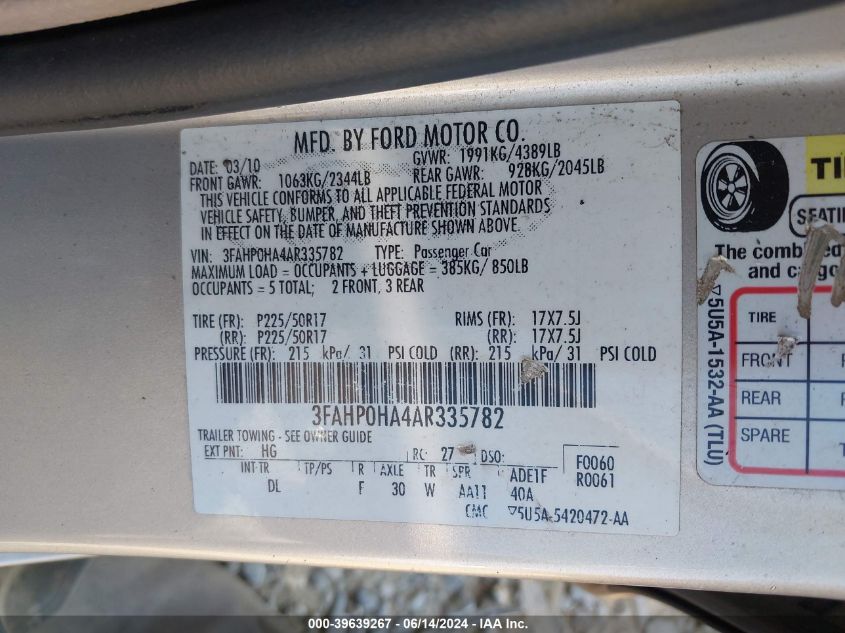 MFD. BY FORD MOTOR CO.
DATE: 03/10 GVWR: 1991KG/4389LB
FRONT GAWR: 1063KG/2344LB REAR GAWR: 928KG/2045LB
THIS VEHICLE CONFORMS TO ALL APPLICABLE FEDERAL MOTOR
VEHICLE SAFETY, BUMPER, AND THEFT PREVENTION STANDARDS
IN EFFECT ON THE DATE OF MANUFACTURE SHOWN ABOVE.
VIN: 3FAHP0HA4AR335782 TYPE: Passenger Car
MAXIMUM LOAD = OCCUPANTS + LUGGAGE = 385KG/ 850LB
OCCUPANTS = 5 TOTAL; 2 FRONT, 3 REAR
TIRE (FR): P225/50R17 RIMS (FR): 17X7.5J
(RR): P225/50R17 (RR): 17X7.5J
PRESSURE (FR): 215 kPa/ 31 PSI COLD (RR): 215 kPa/ 31 PSI COLD
3FAHP0HA4AR335782
TRAILER TOWING - SEE OWNER GUIDE
EXT PNT: HG RC: 27 DSO: F0060
R0061
INT TR TP/PS R AXLE TR SPR ADE1F
DL F 30 W AA11 40A
CMC ▽5U5A-5420472-AA
TI
SEATI
The combined
and cargo
TIRE
FRONT
REAR
SPARE
▽5U5A-1532-AA (TLU)
000-39639267 - 06/14/2024 - IAA Inc.